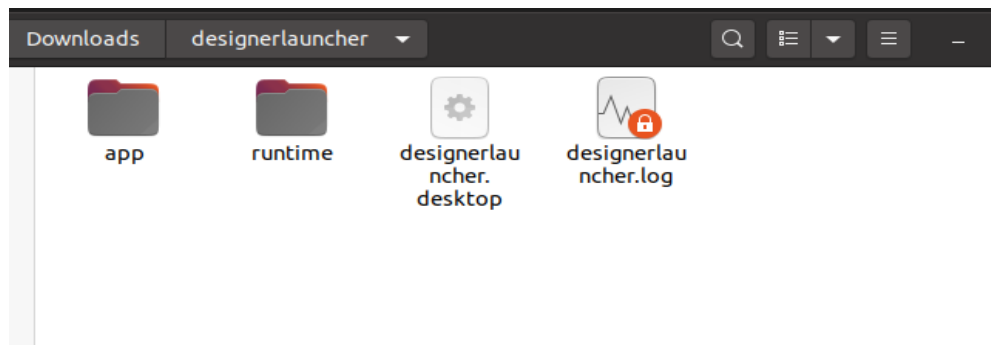 Downloads designerlauncher
app
runtime
designerlau
ncher.
desktop
designerlau
ncher.log